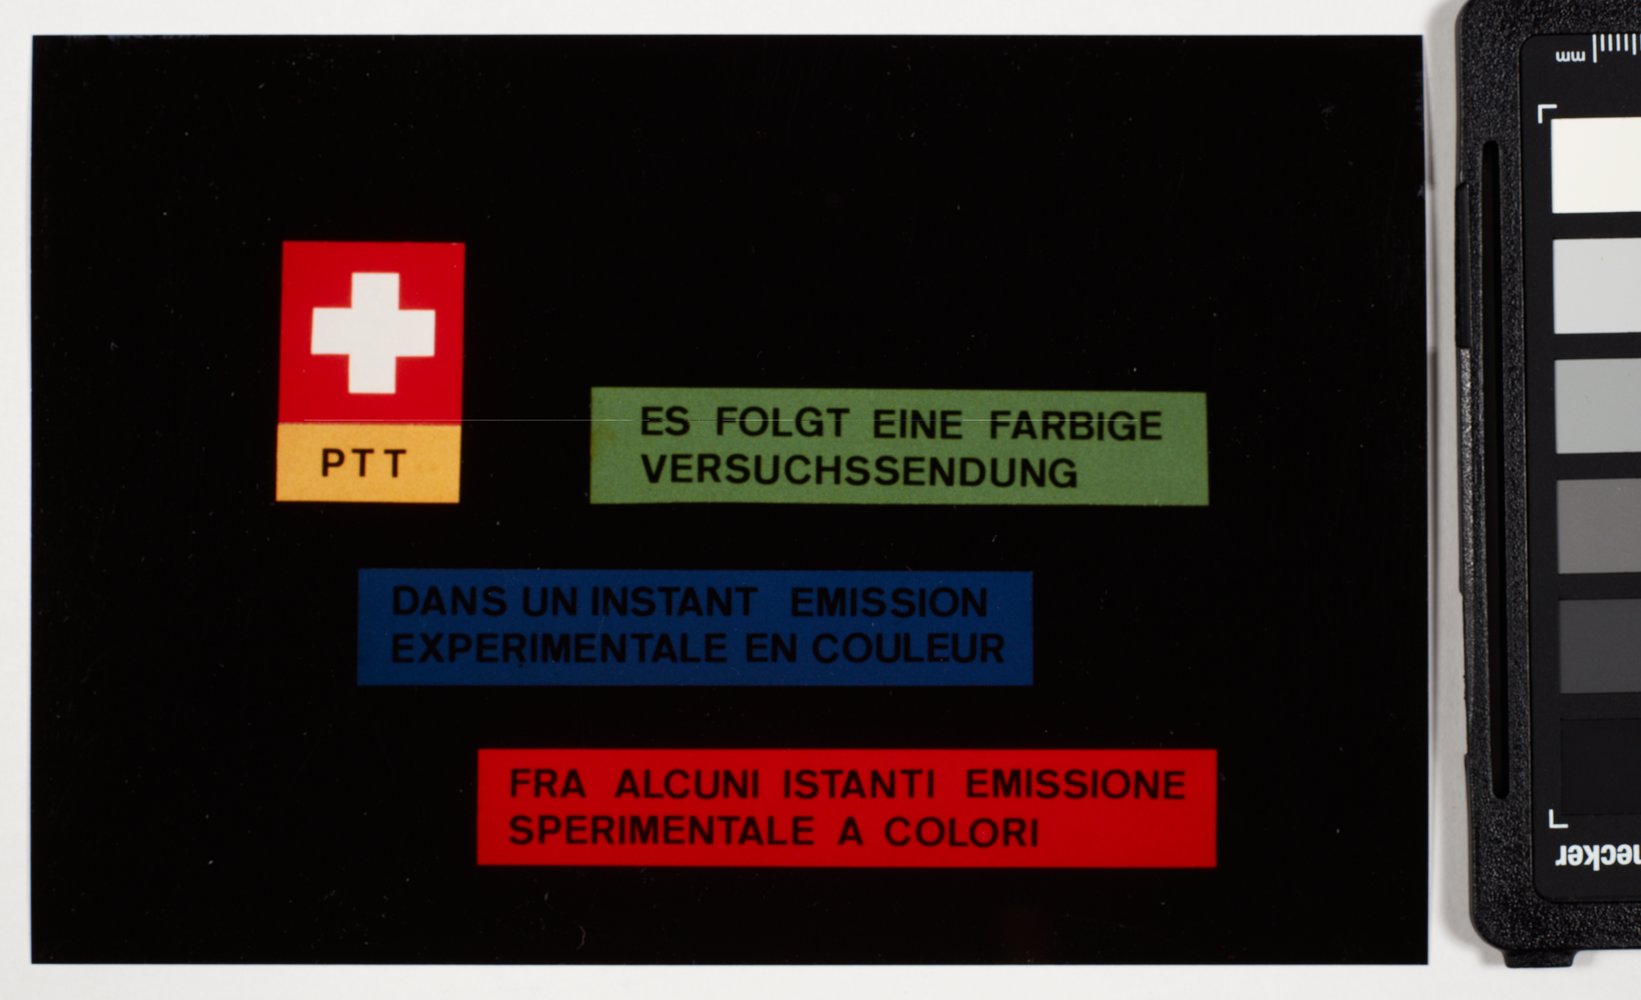 PTT
ES FOLGT EINE FARBIGE
VERSUCHSSENDUNG
DANS UN INSTANT EMISSION
EXPERIMENTALE EN COULEUR
FRA ALCUNI ISTANTI EMISSIONE
SPERIMENTALE A COLORI
mm